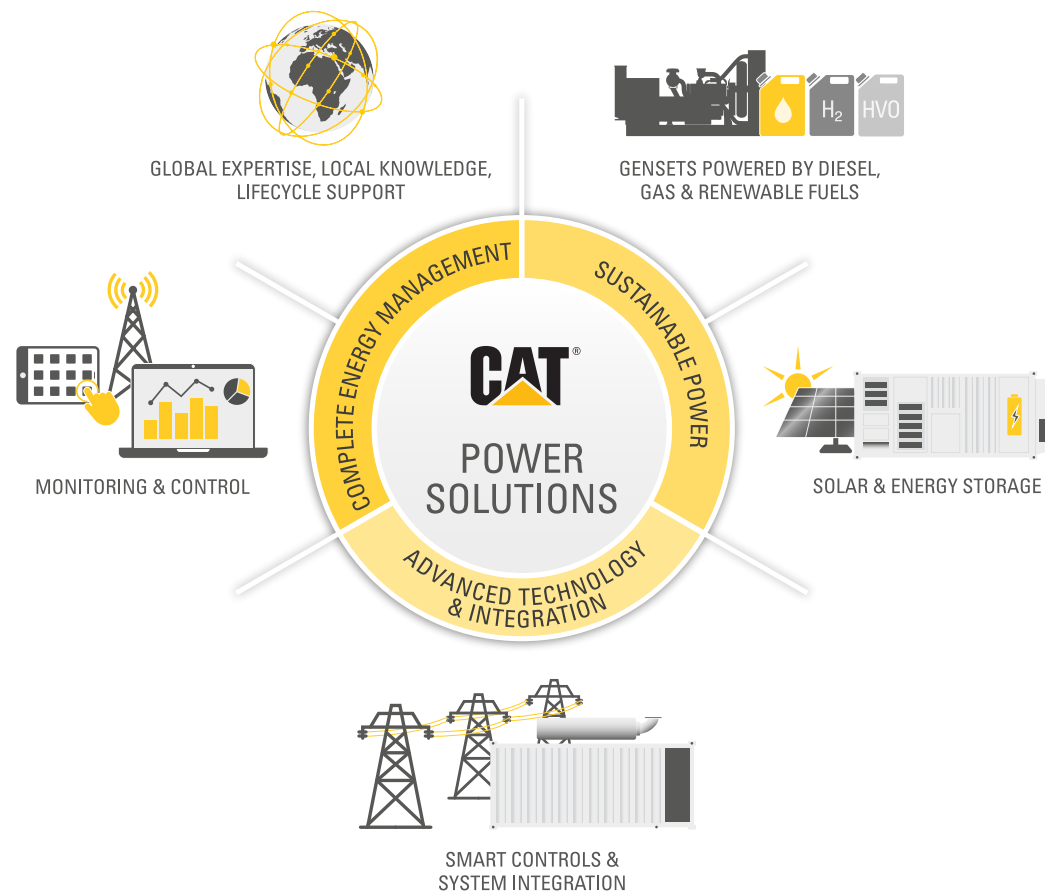 GLOBAL EXPERTISE, LOCAL KNOWLEDGE,
LIFECYCLE SUPPORT
H₂
HVO
GENSETS POWERED BY DIESEL,
GAS & RENEWABLE FUELS
COMPLETE ENERGY MANAGEMENT
SUSTAINABLE POWER
CAT®
POWER
SOLUTIONS
MONITORING & CONTROL
SOLAR & ENERGY STORAGE
ADVANCED TECHNOLOGY
& INTEGRATION
SMART CONTROLS &
SYSTEM INTEGRATION